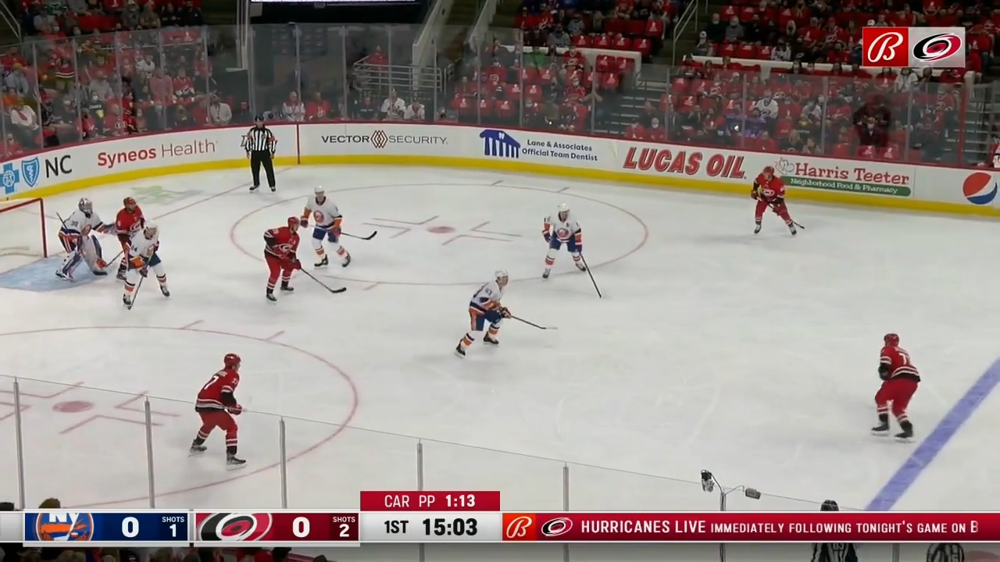 B
NC
Syneos Health
VECTOR SECURITY.
Lane & Associates
Official Team Dentist
LUCAS OIL
Harris Teeter
Neighborhood Food & Pharmacy
pepsi
CAR PP 1:13
NY
0
SHOTS
1
0
SHOTS
2
1ST 15:03
B
HURRICANES LIVE IMMEDIATELY FOLLOWING TONIGHT'S GAME ON B